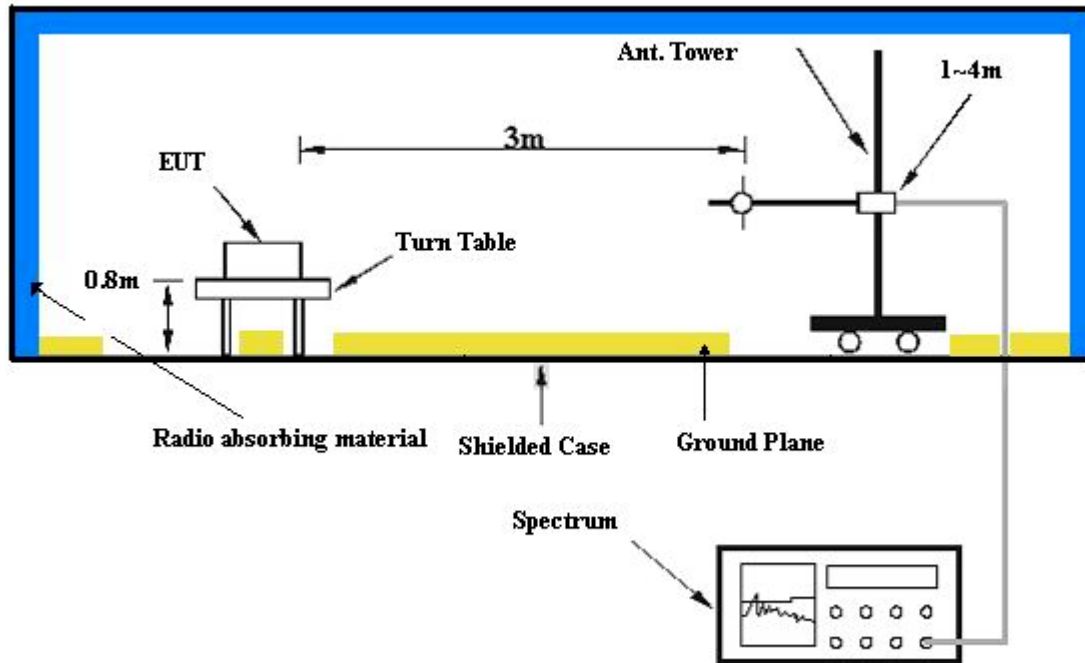 Ant. Tower
1~4m
3m
EUT
Turn Table
0.8m
Radio absorbing material
Shielded Case
Ground Plane
Spectrum